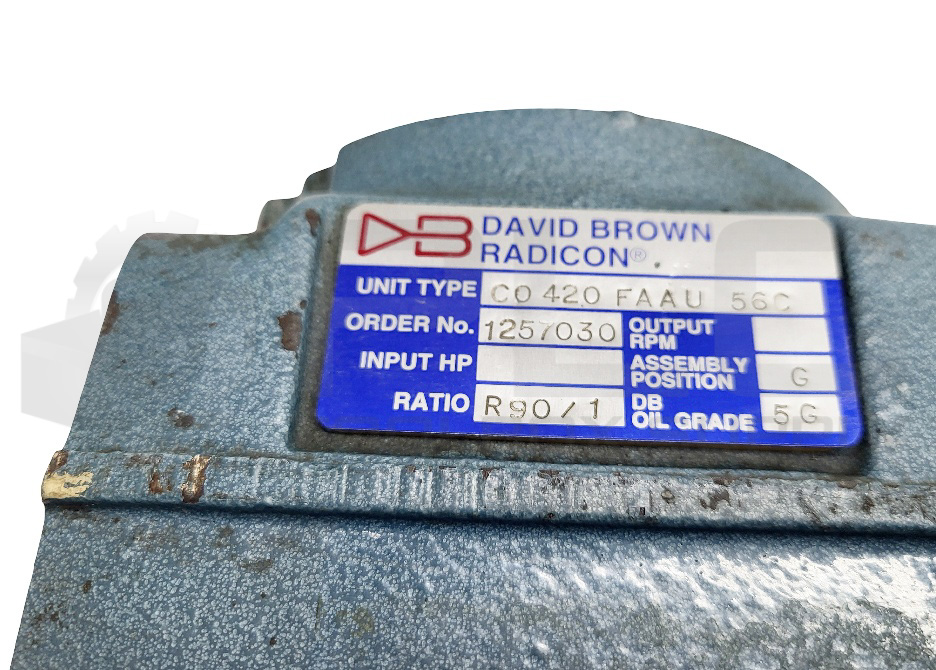 DB DAVID BROWN
RADICON®
UNIT TYPE CO 420 FAAU 56C
ORDER No. 1257030 OUTPUT RPM
INPUT HP ASSEMBLY POSITION G
RATIO R90/1 DB OIL GRADE 5G